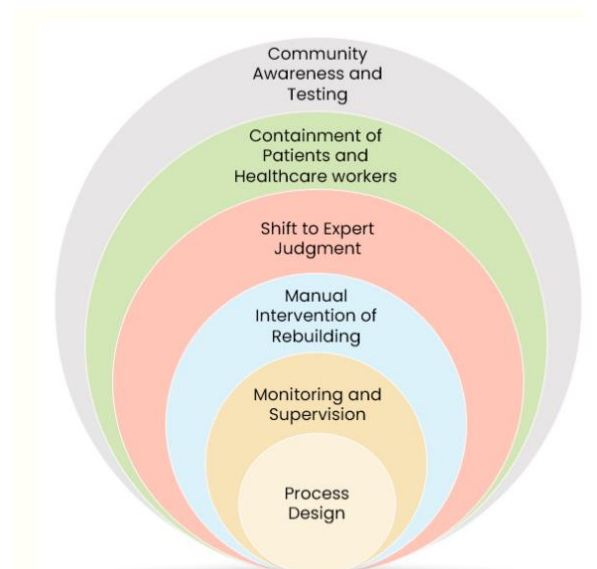 Community
Awareness and
Testing
Containment of
Patients and
Healthcare workers
Shift to Expert
Judgment
Manual
Intervention of
Rebuilding
Monitoring and
Supervision
Process
Design